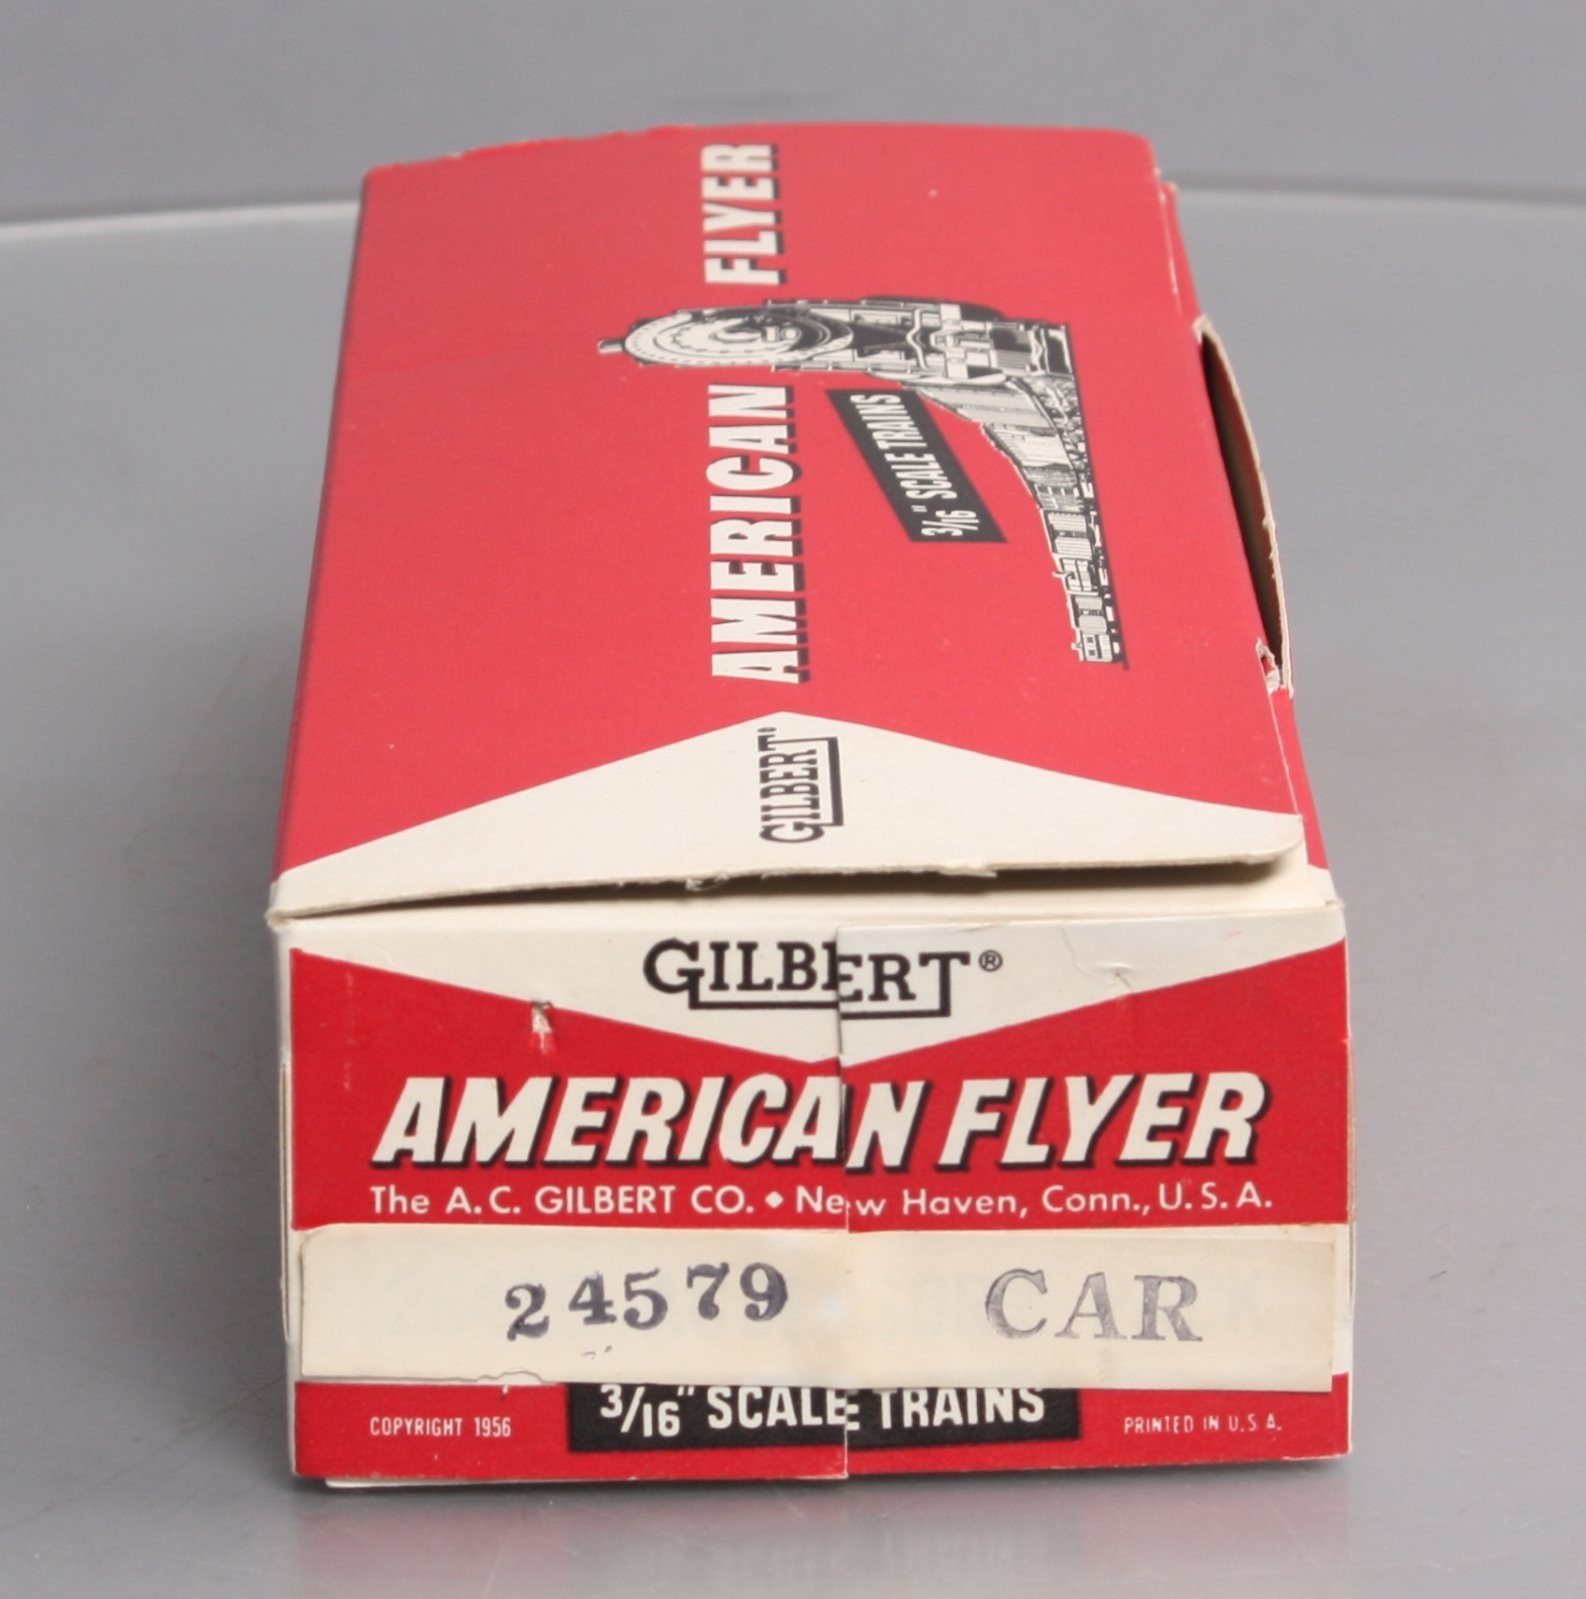 AMERICAN FLYER
3/16" SCALE TRAINS
GILBERT
GILBERT®
AMERICAN FLYER
The A.C. GILBERT CO. ♦ New Haven, Conn., U.S.A.
24579 CAR
3/16" SCALE TRAINS
COPYRIGHT 1956
PRINTED IN U.S.A.